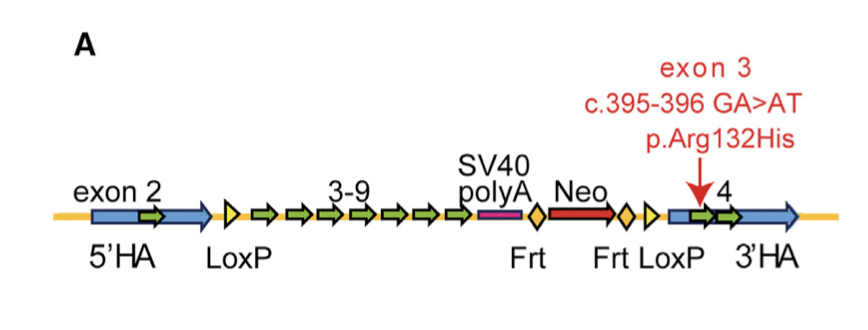 A
exon 3
c.395-396 GA>AT
p.Arg132His
SV40
exon 2 3-9 polyA Neo 4
5'HA LoxP Frt Frt LoxP 3'HA